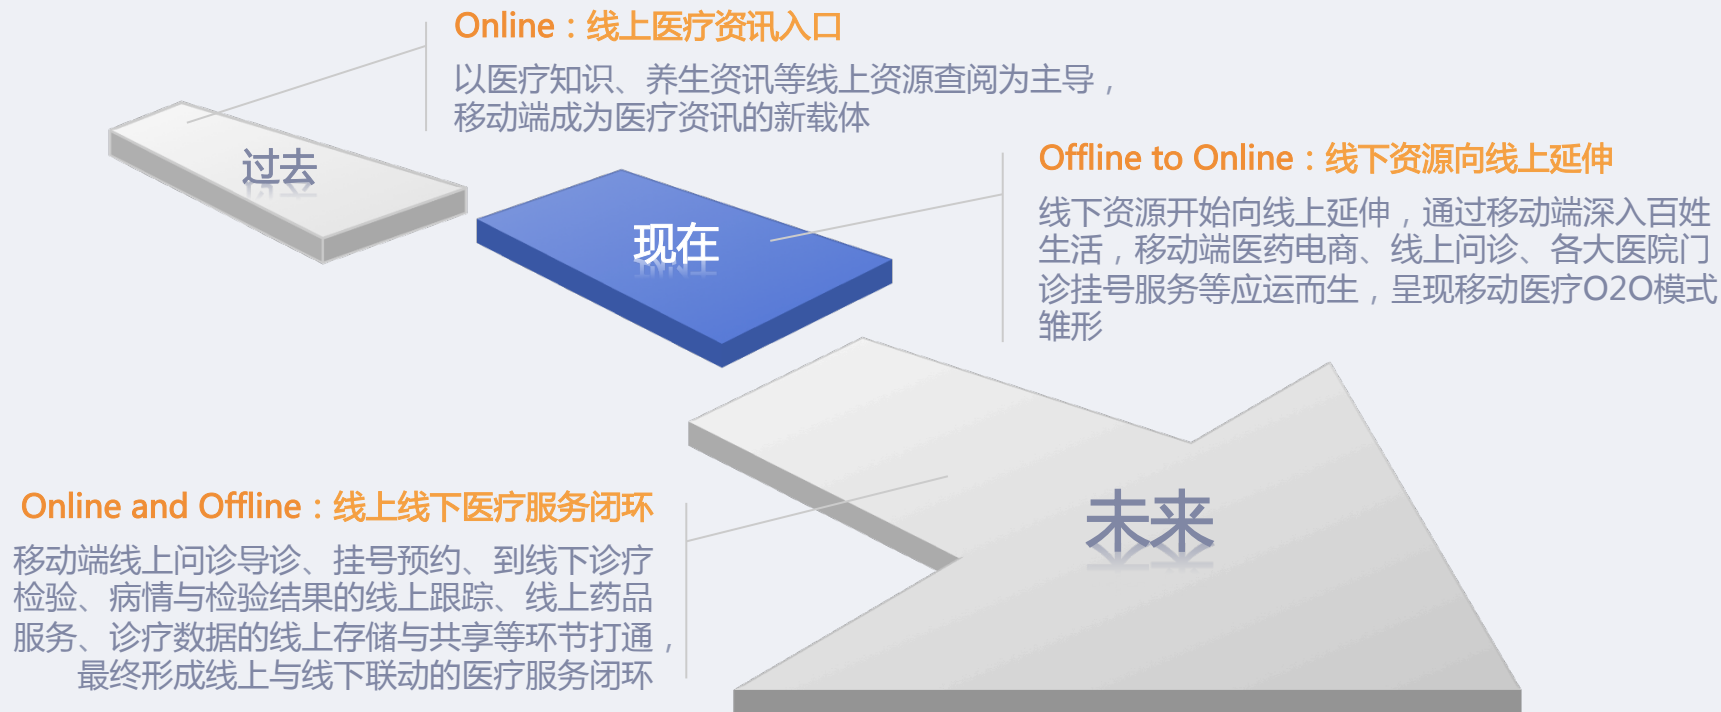 Online：线上医疗资讯入口
以医疗知识、养生资讯等线上资源查阅为主导，
移动端成为医疗资讯的新载体
过去
Offline to Online：线下资源向线上延伸
线下资源开始向线上延伸，通过移动端深入百姓
生活，移动端医药电商、线上问诊、各大医院门
诊挂号服务等应运而生，呈现移动医疗O2O模式
雏形
现在
Online and Offline：线上线下医疗服务闭环
移动端线上问诊导诊、挂号预约、到线下诊疗
检验、病情与检验结果的线上跟踪、线上药品
服务、诊疗数据的线上存储与共享等环节打通，
最终形成线上与线下联动的医疗服务闭环
未来